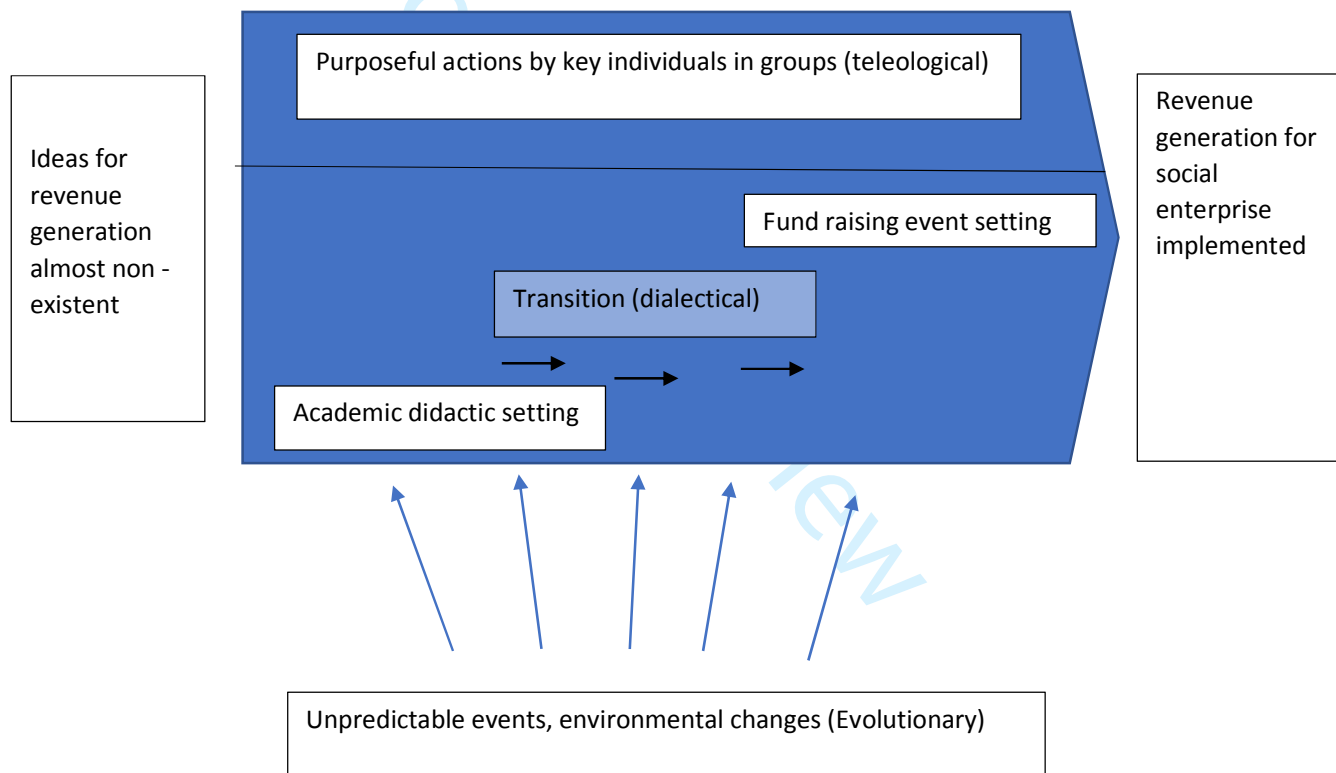 Purposeful actions by key individuals in groups (teleological)
Ideas for
revenue
generation
almost non -
existent
Revenue
generation for
social
enterprise
implemented
Fund raising event setting
Transition (dialectical)
Academic didactic setting
iew
Unpredictable events, environmental changes (Evolutionary)